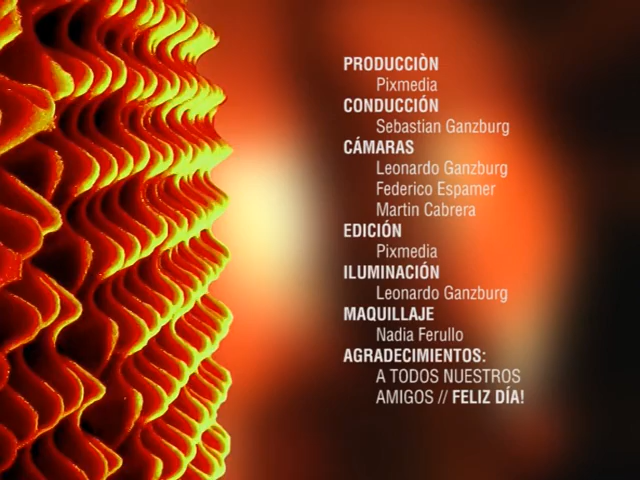 PRODUCCIÒN
Pixmedia
CONDUCCIÓN
Sebastian Ganzburg
CÁMARAS
Leonardo Ganzburg
Federico Espamer
Martin Cabrera
EDICIÓN
Pixmedia
ILUMINACIÓN
Leonardo Ganzburg
MAQUILLAJE
Nadia Ferullo
AGRADECIMIENTOS:
A TODOS NUESTROS
AMIGOS // FELIZ DÍA!